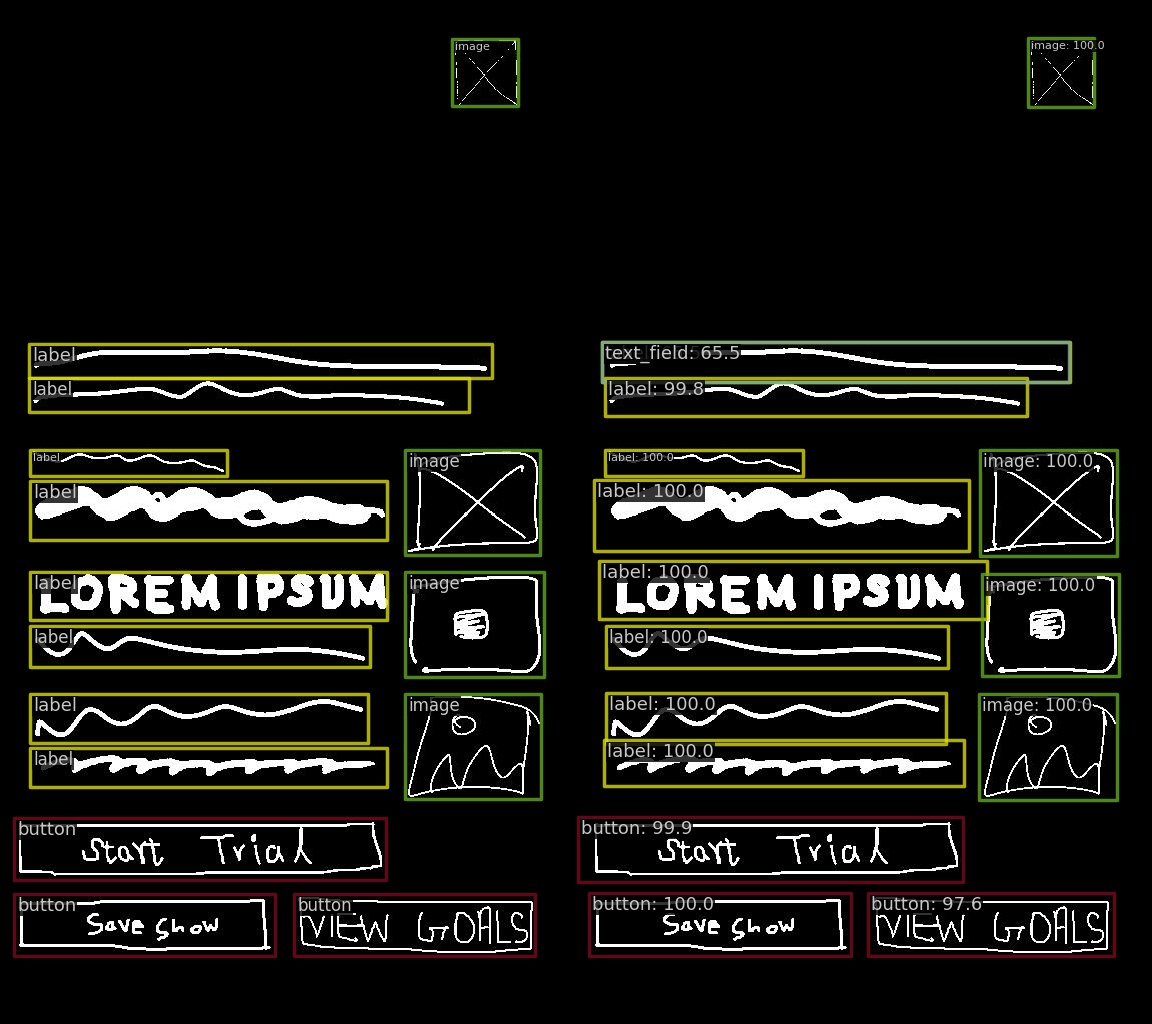 image image: 100.0
label text_field: 65.5
label label: 99.8
label label: 100.0
image image: 100.0
label label: 100.0
label LOREM IPSUM label: 100.0 LOREM IPSUM
image image: 100.0
label label: 100.0
label label: 100.0
image image: 100.0
label label: 100.0
button button: 99.9
Start Trial Start Trial
button button button: 100.0 button: 97.6
Save Show VIEW GOALS Save Show VIEW GOALS